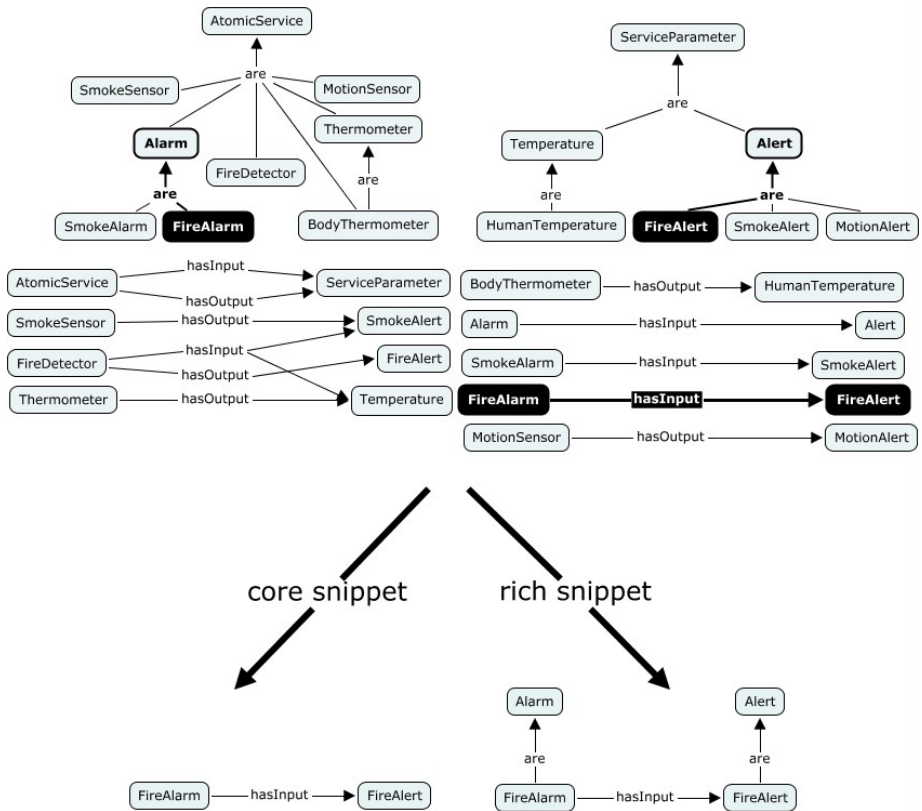 AtomicService
are
SmokeSensor
MotionSensor
Alarm
Thermometer
are
FireDetector
are
SmokeAlarm
FireAlarm
BodyThermometer
ServiceParameter
are
Temperature
Alert
are
are
HumanTemperature
FireAlert
SmokeAlert
MotionAlert
AtomicService hasInput ServiceParameter
hasOutput
SmokeSensor hasOutput SmokeAlert
FireDetector hasInput FireAlert
hasOutput
Thermometer hasOutput Temperature
BodyThermometer hasOutput HumanTemperature
Alarm hasInput Alert
SmokeAlarm hasInput SmokeAlert
FireAlarm hasInput FireAlert
MotionSensor hasOutput MotionAlert
core snippet
rich snippet
FireAlarm hasInput FireAlert
Alarm
Alert
are
are
FireAlarm hasInput FireAlert